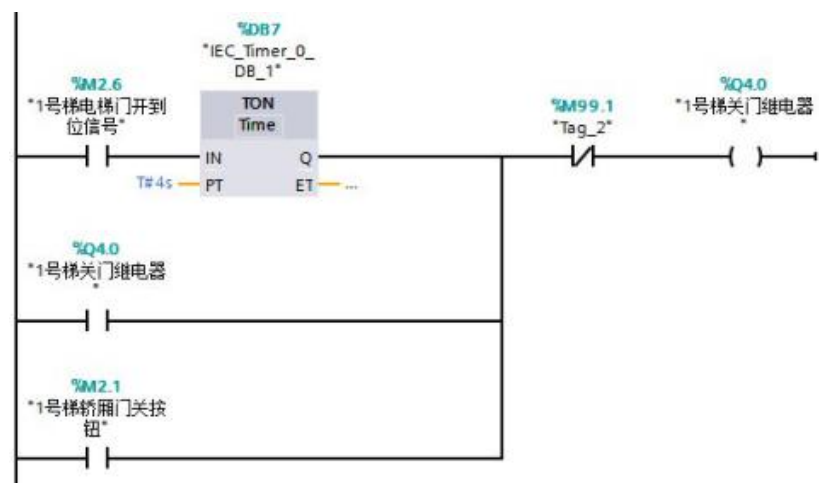 %DB7
"IEC_Timer_0_
DB_1"
%M2.6
"1号梯电梯门开到
位信号"
TON
Time
IN
Q
T#4s
PT
ET
...
%M99.1
"Tag_2"
%Q4.0
"1号梯关门继电器
"
%Q4.0
"1号梯关门继电器
"
%M2.1
"1号梯轿厢门关按
钮"